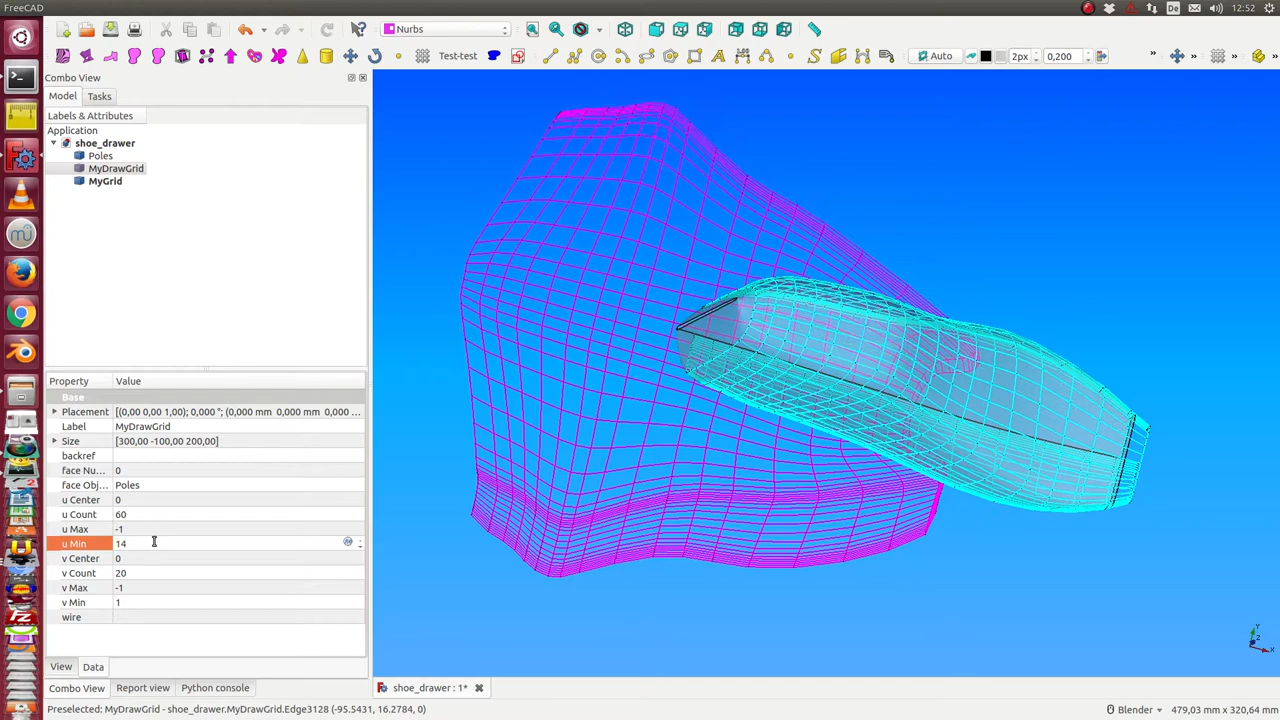 FreeCAD
De
12:52
Nurbs
Test-test
Auto
2px
0,200
Combo View
Model
Tasks
Labels & Attributes
Application
shoe_drawer
Poles
MyDrawGrid
MyGrid
Property Value
Base
Placement [(0,00 0,00 1,00); 0,000 °; (0,000 mm 0,000 mm 0,000 ...
Label MyDrawGrid
Size [300,00 -100,00 200,00]
backref
face Nu... 0
face Obj... Poles
u Center 0
u Count 60
u Max -1
u Min 14
v Center 0
v Count 20
v Max -1
v Min 1
wire
View
Data
Combo View
Report view
Python console
shoe_drawer : 1*
Preselected: MyDrawGrid - shoe_drawer.MyDrawGrid.Edge3128 (-95.5431, 16.2784, 0)
Blender
479,03 mm x 320,64 mm